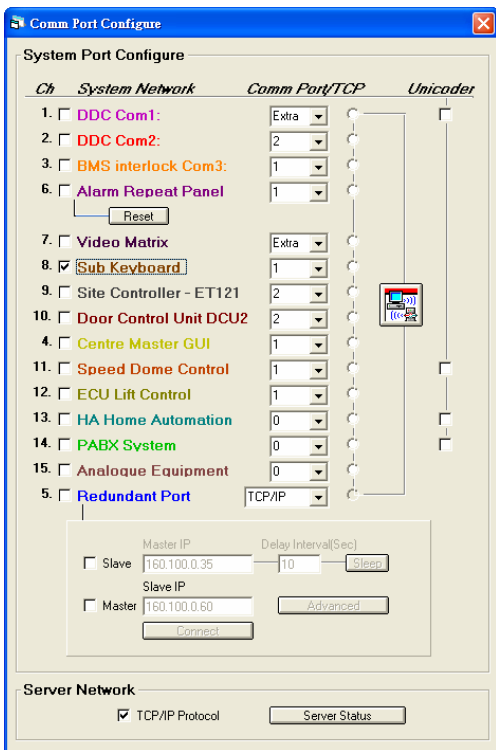 Comm Port Configure
System Port Configure
Ch System Network Comm Port/TCP Unicoder
1. DDC Com1: Extra
2. DDC Com2: 2
3. BMS interlock Com3: 1
6. Alarm Repeat Panel 1
Reset
7. Video Matrix Extra
8. Sub Keyboard 1
9. Site Controller - ET121 2
10. Door Control Unit DCU2 2
4. Centre Master GUI 1
11. Speed Dome Control 1
12. ECU Lift Control 1
13. HA Home Automation 0
14. PABX System 0
15. Analogue Equipment 0
5. Redundant Port TCP/IP
Master IP Delay Interval(Sec)
Slave 160.100.0.35 10 Sleep
Slave IP
Master 160.100.0.60 Advanced
Connect
Server Network
TCP/IP Protocol Server Status